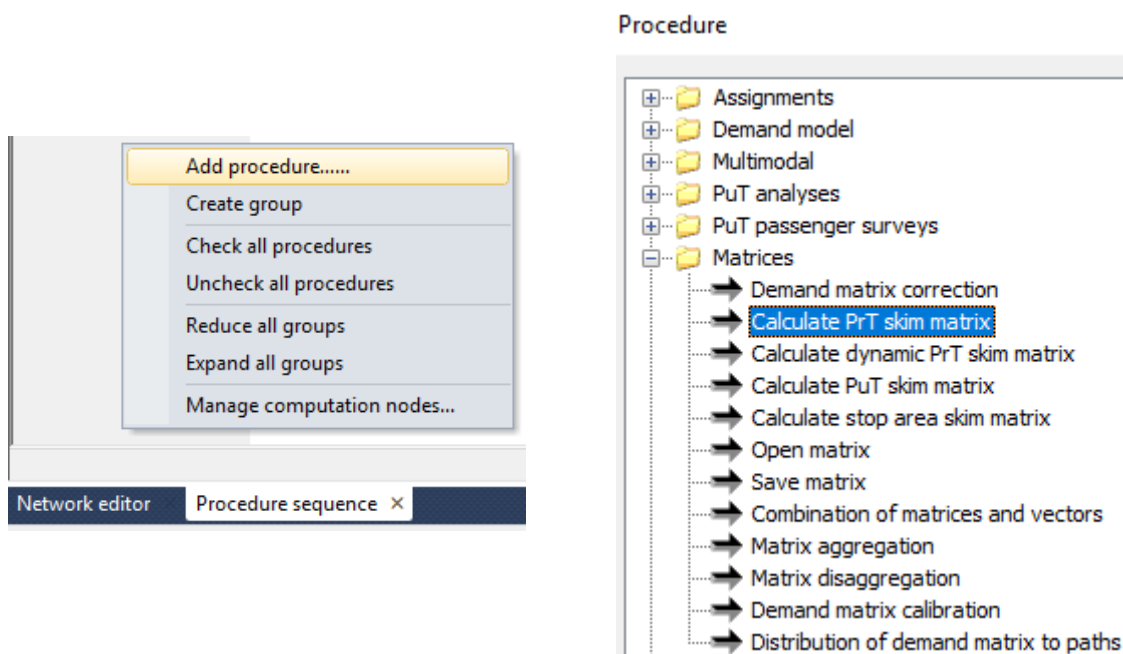 Add procedure......
Create group
Check all procedures
Uncheck all procedures
Reduce all groups
Expand all groups
Manage computation nodes...
Network editor
Procedure sequence
Procedure
Assignments
Demand model
Multimodal
PuT analyses
PuT passenger surveys
Matrices
Demand matrix correction
Calculate PrT skim matrix
Calculate dynamic PrT skim matrix
Calculate PuT skim matrix
Calculate stop area skim matrix
Open matrix
Save matrix
Combination of matrices and vectors
Matrix aggregation
Matrix disaggregation
Demand matrix calibration
Distribution of demand matrix to paths